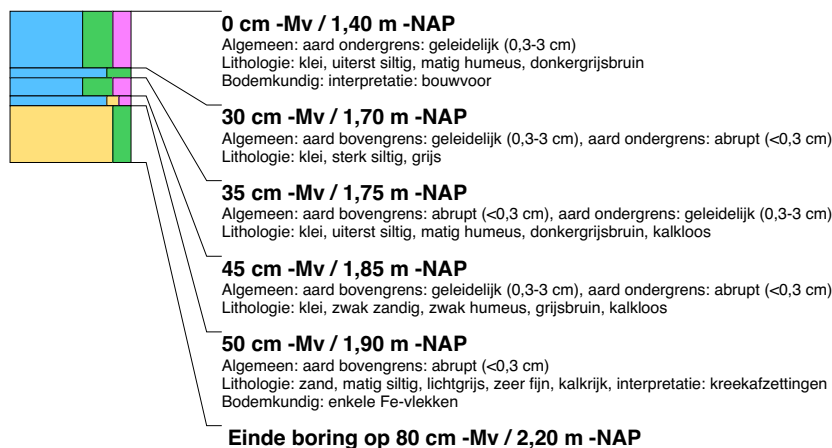 0 cm -Mv / 1,40 m -NAP
Algemeen: aard ondergrens: geleidelijk (0,3-3 cm)
Lithologie: klei, uiterst siltig, matig humeus, donkergrijsbruin
Bodemkundig: interpretatie: bouwvoor
30 cm -Mv / 1,70 m -NAP
Algemeen: aard bovengrens: geleidelijk (0,3-3 cm), aard ondergrens: abrupt (<0,3 cm)
Lithologie: klei, sterk siltig, grijs
35 cm -Mv / 1,75 m -NAP
Algemeen: aard bovengrens: abrupt (<0,3 cm), aard ondergrens: geleidelijk (0,3-3 cm)
Lithologie: klei, uiterst siltig, matig humeus, donkergrijsbruin, kalkloos
45 cm -Mv / 1,85 m -NAP
Algemeen: aard bovengrens: geleidelijk (0,3-3 cm), aard ondergrens: abrupt (<0,3 cm)
Lithologie: klei, zwak zandig, zwak humeus, grijsbruin, kalkloos
50 cm -Mv / 1,90 m -NAP
Algemeen: aard bovengrens: abrupt (<0,3 cm)
Lithologie: zand, matig siltig, lichtgrijs, zeer fijn, kalkrijk, interpretatie: kreekafzettingen
Bodemkundig: enkele Fe-vlekken
Einde boring op 80 cm -Mv / 2,20 m -NAP